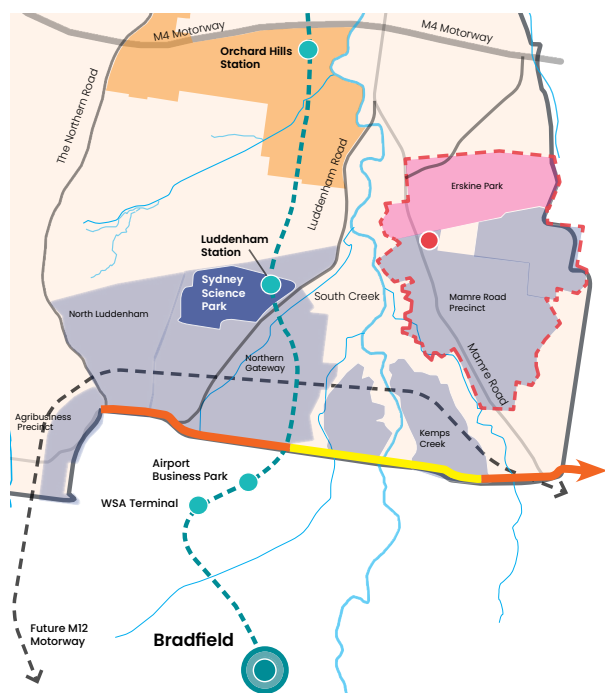 M4 Motorway
M4 Motorway
Orchard Hills
Station
The Northern Road
Luddenham Road
Erskine Park
Luddenham
Station
Sydney
Science
Park
South Creek
Mamre Road
Precinct
North Luddenham
Northern
Gateway
Mamre Road
Agribusiness
Precinct
Kemps
Creek
Airport
Business Park
WSA Terminal
Future M12
Motorway
Bradfield